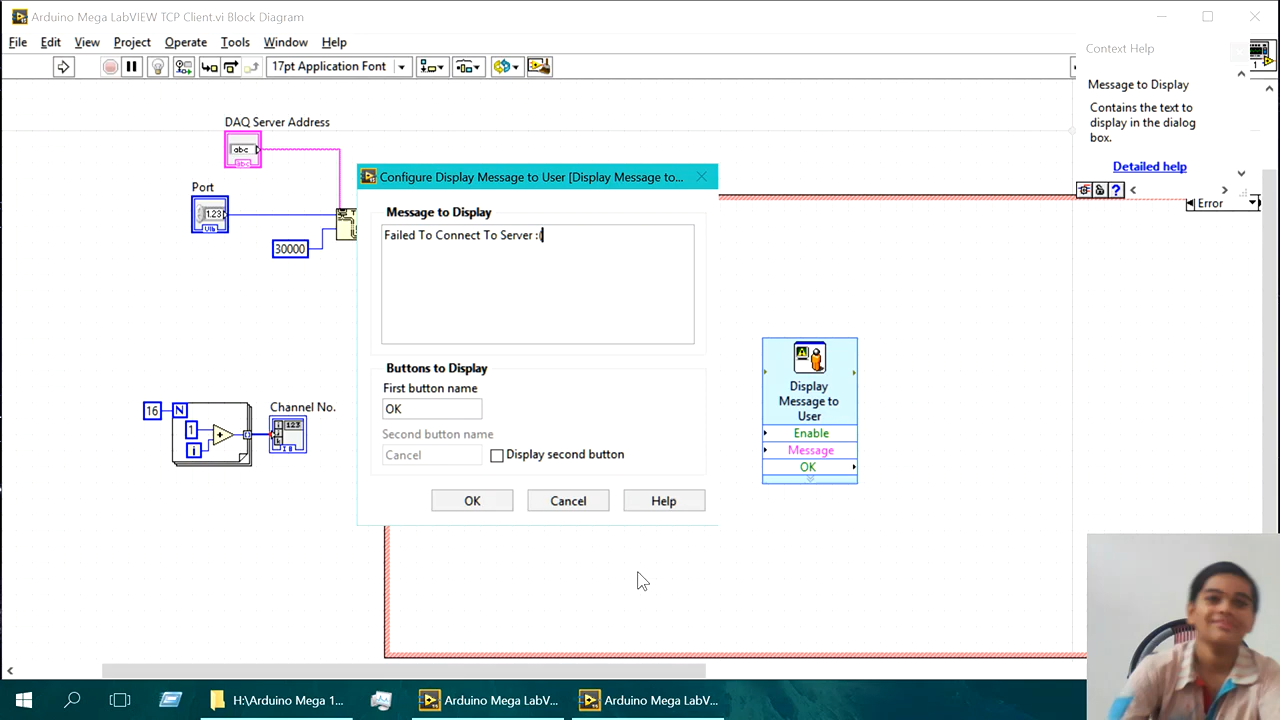 Arduino Mega LabVIEW TCP Client.vi Block Diagram
File Edit View Project Operate Tools Window Help
17pt Application Font
Context Help
Message to Display
Contains the text to
display in the dialog
box.
Detailed help
DAQ Server Address
abc
abc
Port
1.23
30000
Error
Configure Display Message to User [Display Message to...
Message to Display
Failed To Connect To Server :(
Buttons to Display
First button name
OK
Second button name
Cancel
Display second button
OK Cancel Help
Display
Message to
User
Enable
Message
OK
16 N
1
i
Channel No.
123
H:\Arduino Mega 1...
Arduino Mega LabV...
Arduino Mega LabV...